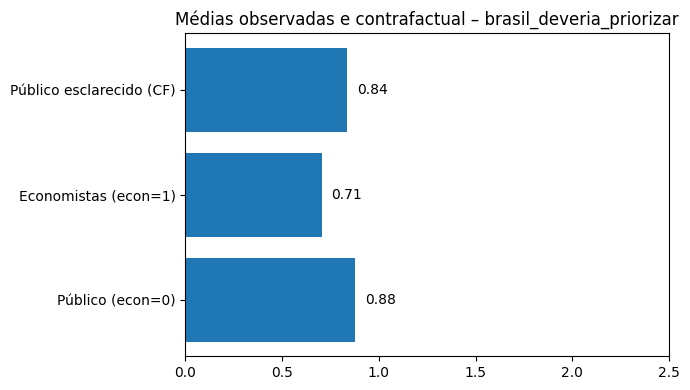 Médias observadas e contrafactual – brasil_deveria_priorizar
Público esclarecido (CF)
0.84
Economistas (econ=1)
0.71
Público (econ=0)
0.88
0.0 0.5 1.0 1.5 2.0 2.5